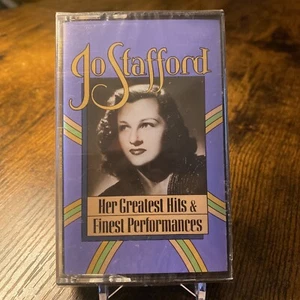 Jo Stafford
Her Greatest Hits &
Finest Performances